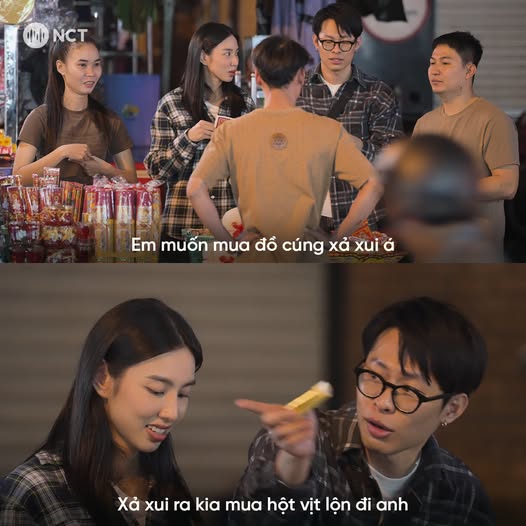 NCT
Em muốn mua đồ cúng xả xui á
Xả xui ra kia mua hột vịt lộn đi anh